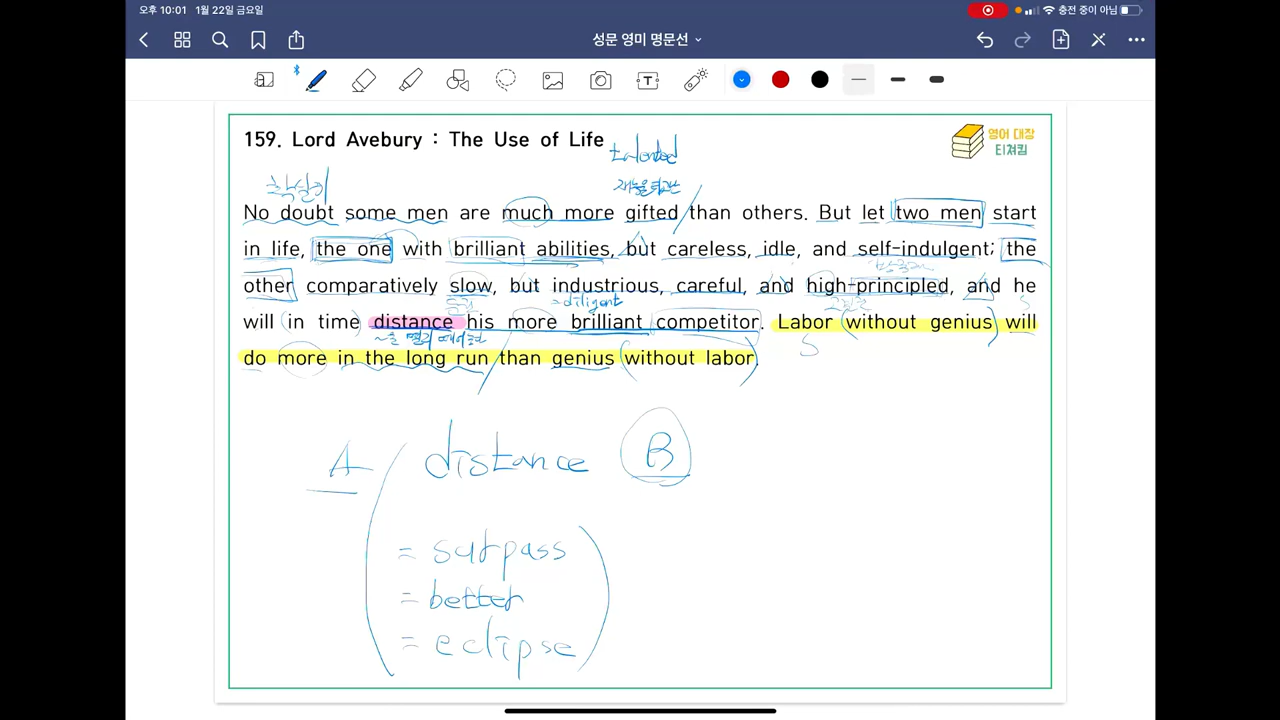 오후 10:01 1월 22일 금요일
충전 중이 아님
성문 영미 명문선
159. Lord Avebury : The Use of Life
영어 대장
티쳐킴
talented
확실히
No doubt some men are much more gifted than others. But let two men start
in life, the one with brilliant abilities, but careless, idle, and self-indulgent; the
other comparatively slow, but industrious, careful, and high-principled, and he
= diligent
S
will in time distance his more brilliant competitor. Labor without genius will
S
do more in the long run than genius without labor.
A distance B
= surpass
= better
= eclipse